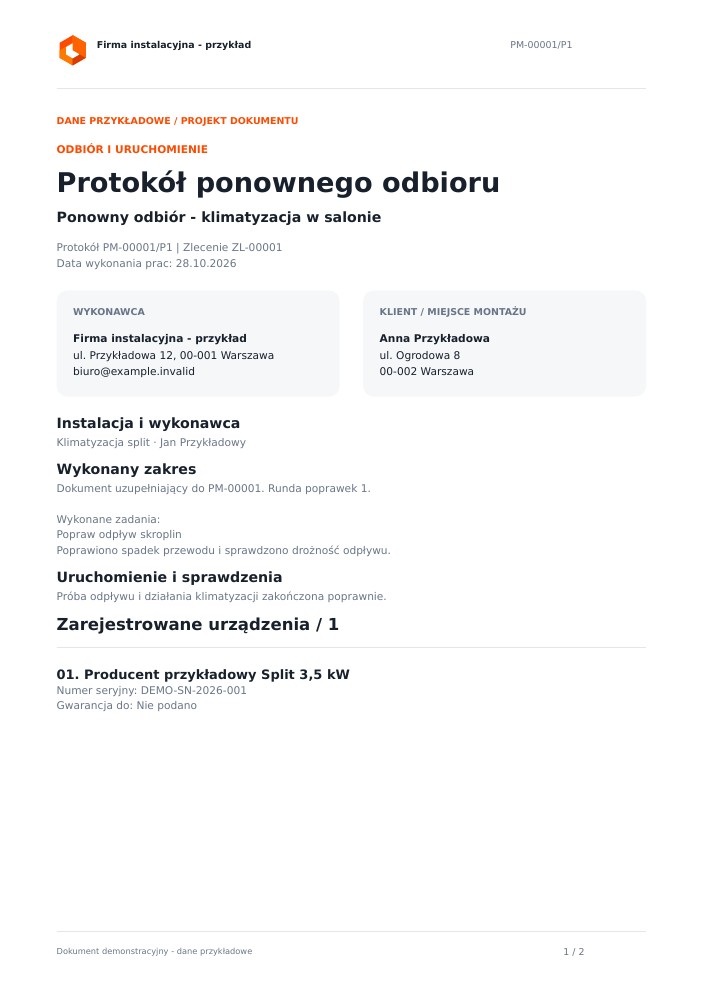 Firma instalacyjna - przykład
PM-00001/P1
DANE PRZYKŁADOWE / PROJEKT DOKUMENTU
ODBIÓR I URUCHOMIENIE
Protokół ponownego odbioru
Ponowny odbiór - klimatyzacja w salonie
Protokół PM-00001/P1 | Zlecenie ZL-00001
Data wykonania prac: 28.10.2026
WYKONAWCA
Firma instalacyjna - przykład
ul. Przykładowa 12, 00-001 Warszawa
biuro@example.invalid
KLIENT / MIEJSCE MONTAŻU
Anna Przykładowa
ul. Ogrodowa 8
00-002 Warszawa
Instalacja i wykonawca
Klimatyzacja split · Jan Przykładowy
Wykonany zakres
Dokument uzupełniający do PM-00001. Runda poprawek 1.
Wykonane zadania:
Popraw odpływ skroplin
Poprawiono spadek przewodu i sprawdzono drożność odpływu.
Uruchomienie i sprawdzenia
Próba odpływu i działania klimatyzacji zakończona poprawnie.
Zarejestrowane urządzenia / 1
01. Producent przykładowy Split 3,5 kW
Numer seryjny: DEMO-SN-2026-001
Gwarancja do: Nie podano
Dokument demonstracyjny - dane przykładowe
1 / 2